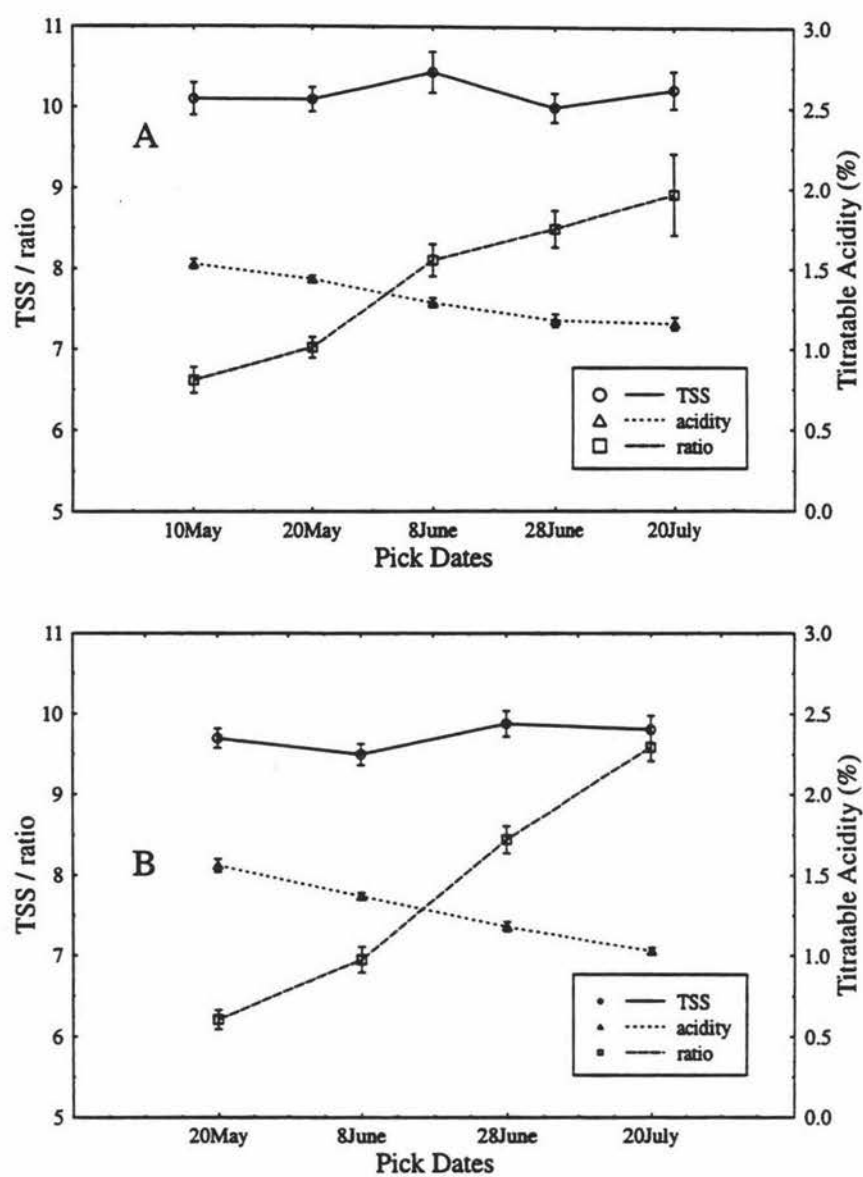 11
10
9
8
7
6
5
TSS / ratio
A
3.0
2.5
2.0
1.5
1.0
0.5
0.0
Titratable Acidity (%)
TSS
acidity
ratio
10May 20May 8June 28June 20July
Pick Dates
11
10
9
8
7
6
5
TSS / ratio
B
3.0
2.5
2.0
1.5
1.0
0.5
0.0
Titratable Acidity (%)
TSS
acidity
ratio
20May 8June 28June 20July
Pick Dates